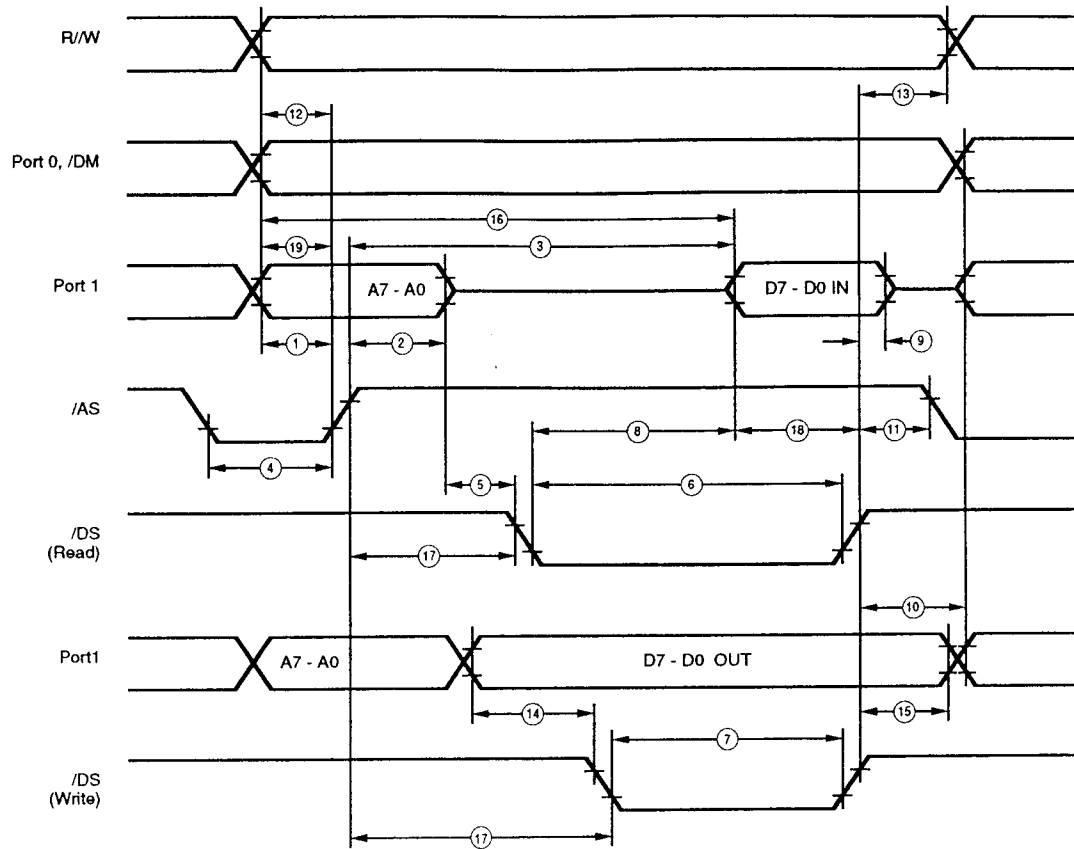 R//W
13
12
Port 0, /DM
16
19
3
Port 1
A7 - A0
D7 - D0 IN
1
2
9
/AS
8
18
11
4
5
6
/DS
(Read)
17
10
Port1
A7 - A0
D7 - D0 OUT
14
15
7
/DS
(Write)
17